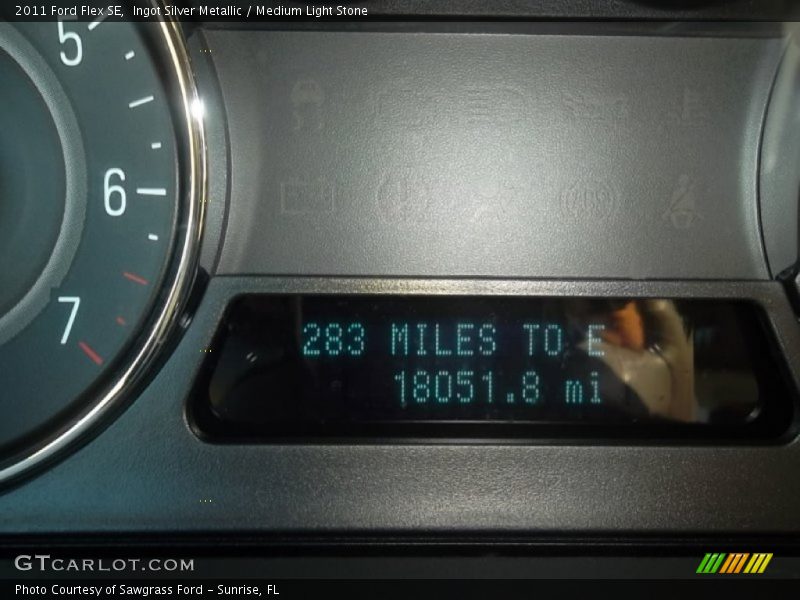 2011 Ford Flex SE,  Ingot Silver Metallic / Medium Light Stone
5
6
7
283 MILES TO E
18051.8 mi
GTCARLOT.COM
Photo Courtesy of Sawgrass Ford - Sunrise, FL